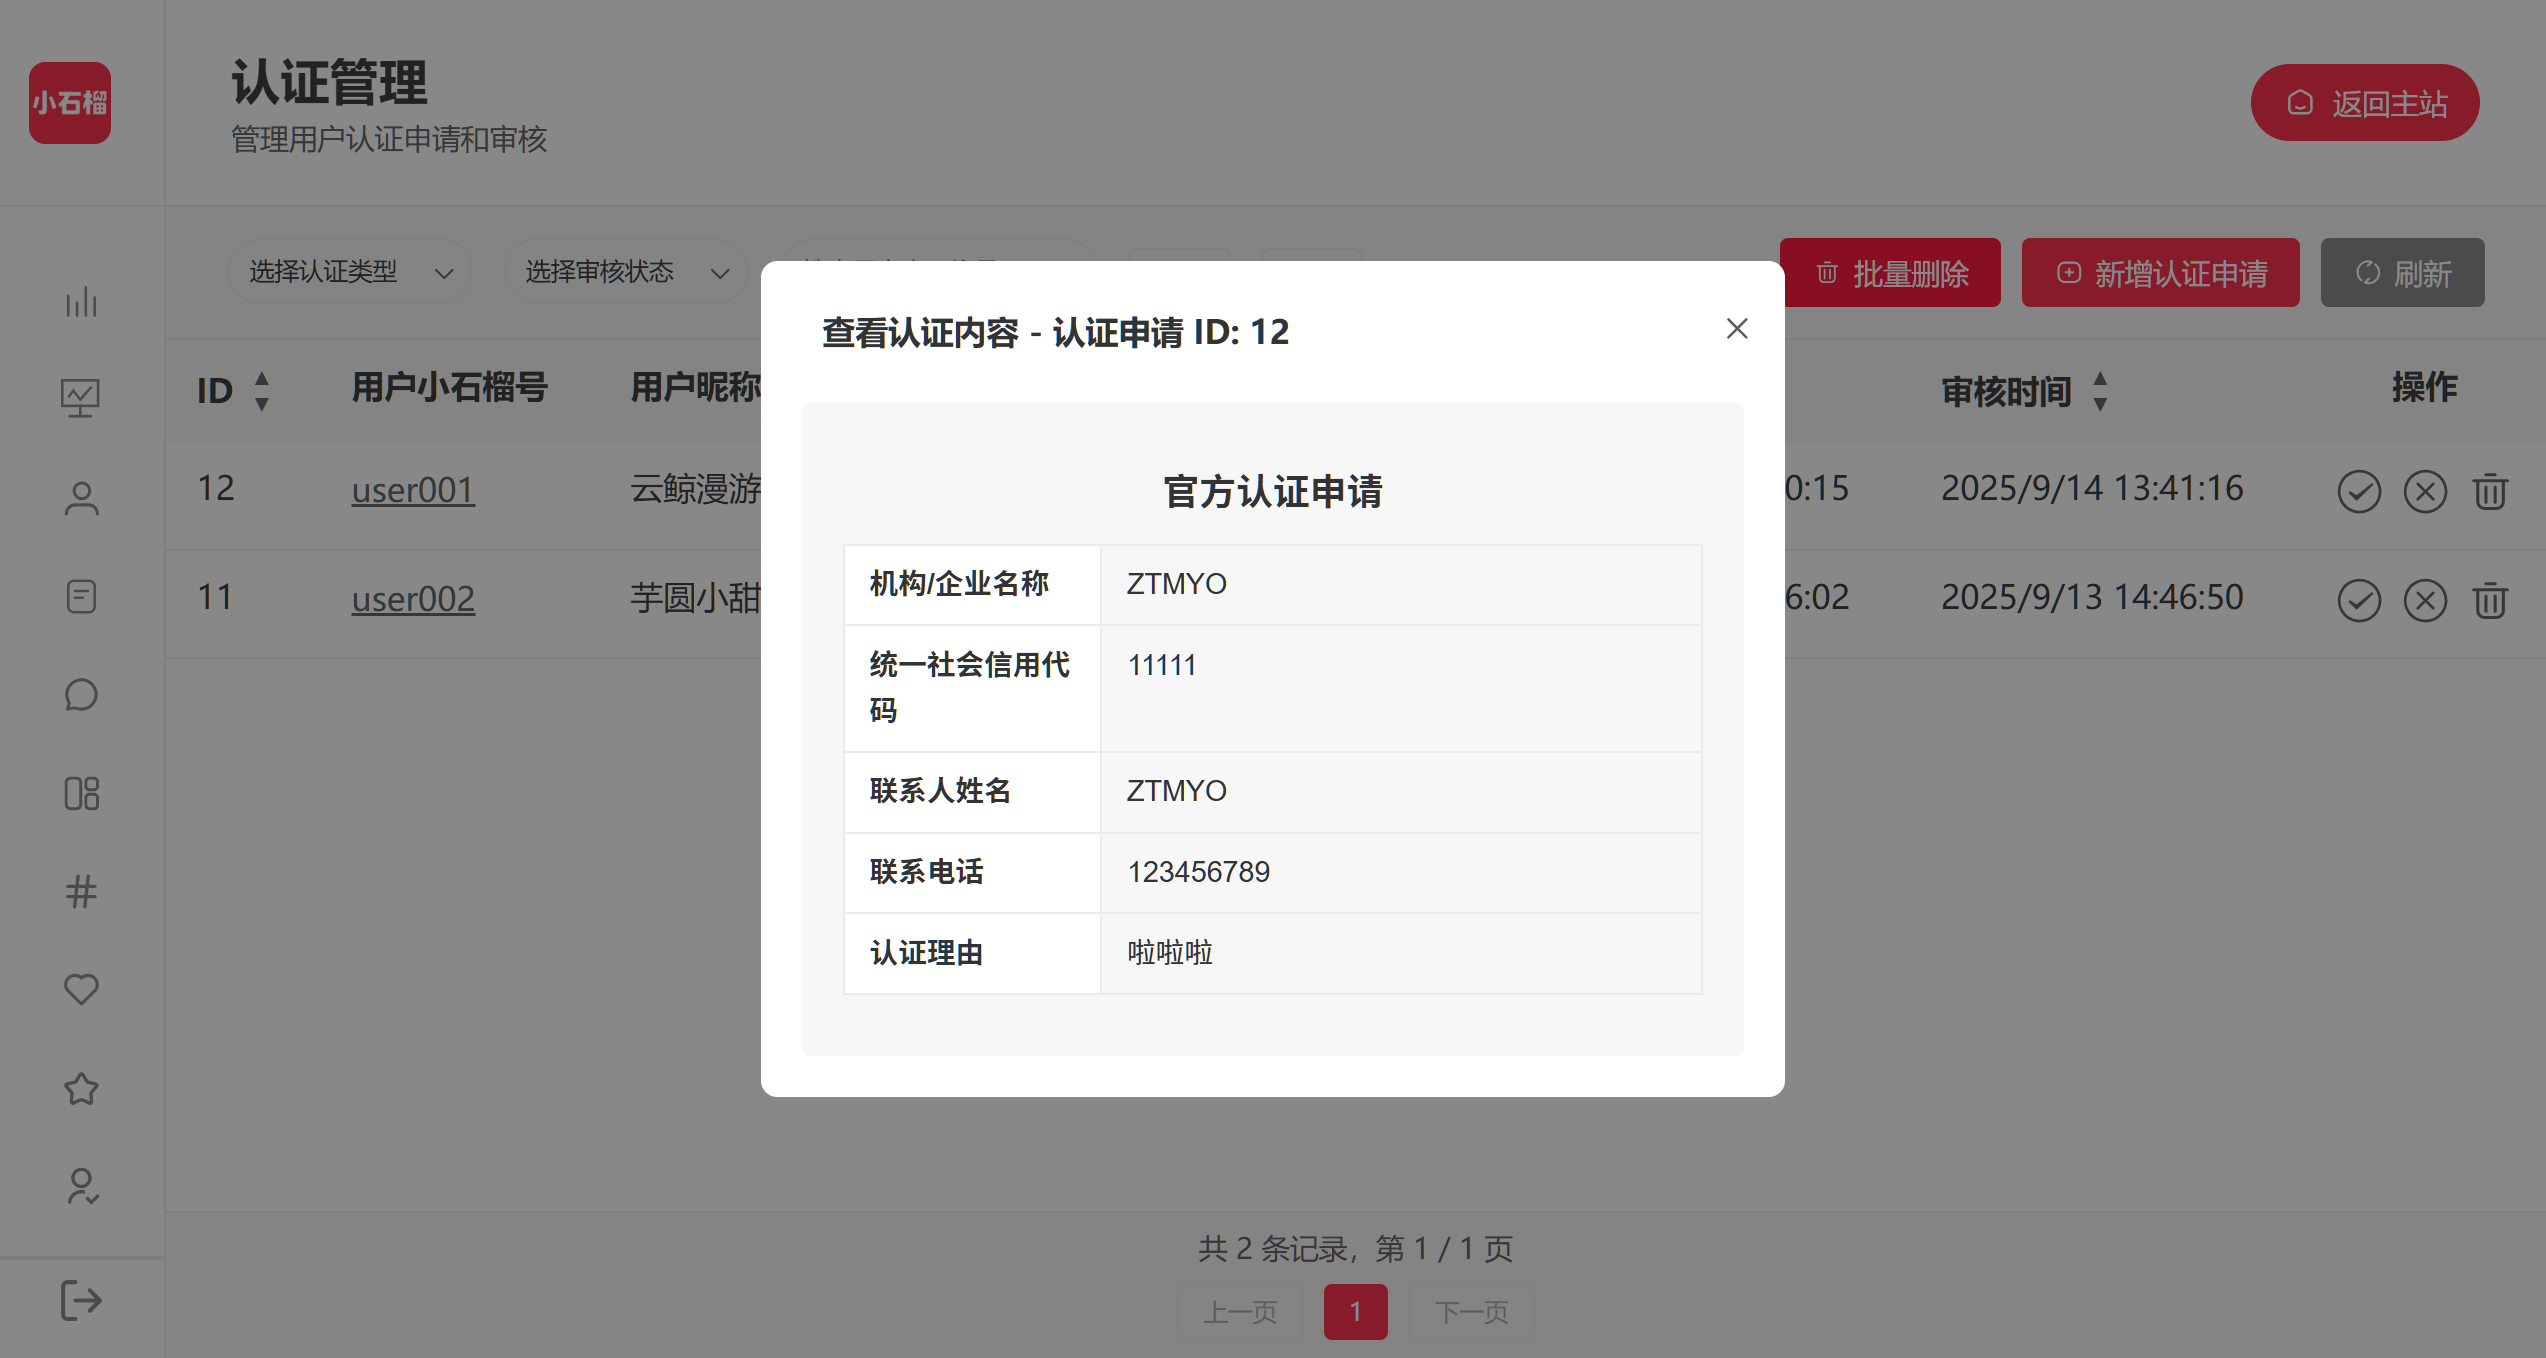 小石榴
认证管理
管理用户认证申请和审核
返回主站
选择认证类型
选择审核状态
批量删除
新增认证申请
刷新
ID
用户小石榴号
用户昵称
审核时间
操作
12
user001
云鲸漫游
0:15
2025/9/14 13:41:16
11
user002
芋圆小甜
6:02
2025/9/13 14:46:50
查看认证内容 - 认证申请 ID: 12
官方认证申请
机构/企业名称
ZTMYO
统一社会信用代
码
11111
联系人姓名
ZTMYO
联系电话
123456789
认证理由
啦啦啦
共 2 条记录，第 1 / 1 页
上一页
1
下一页